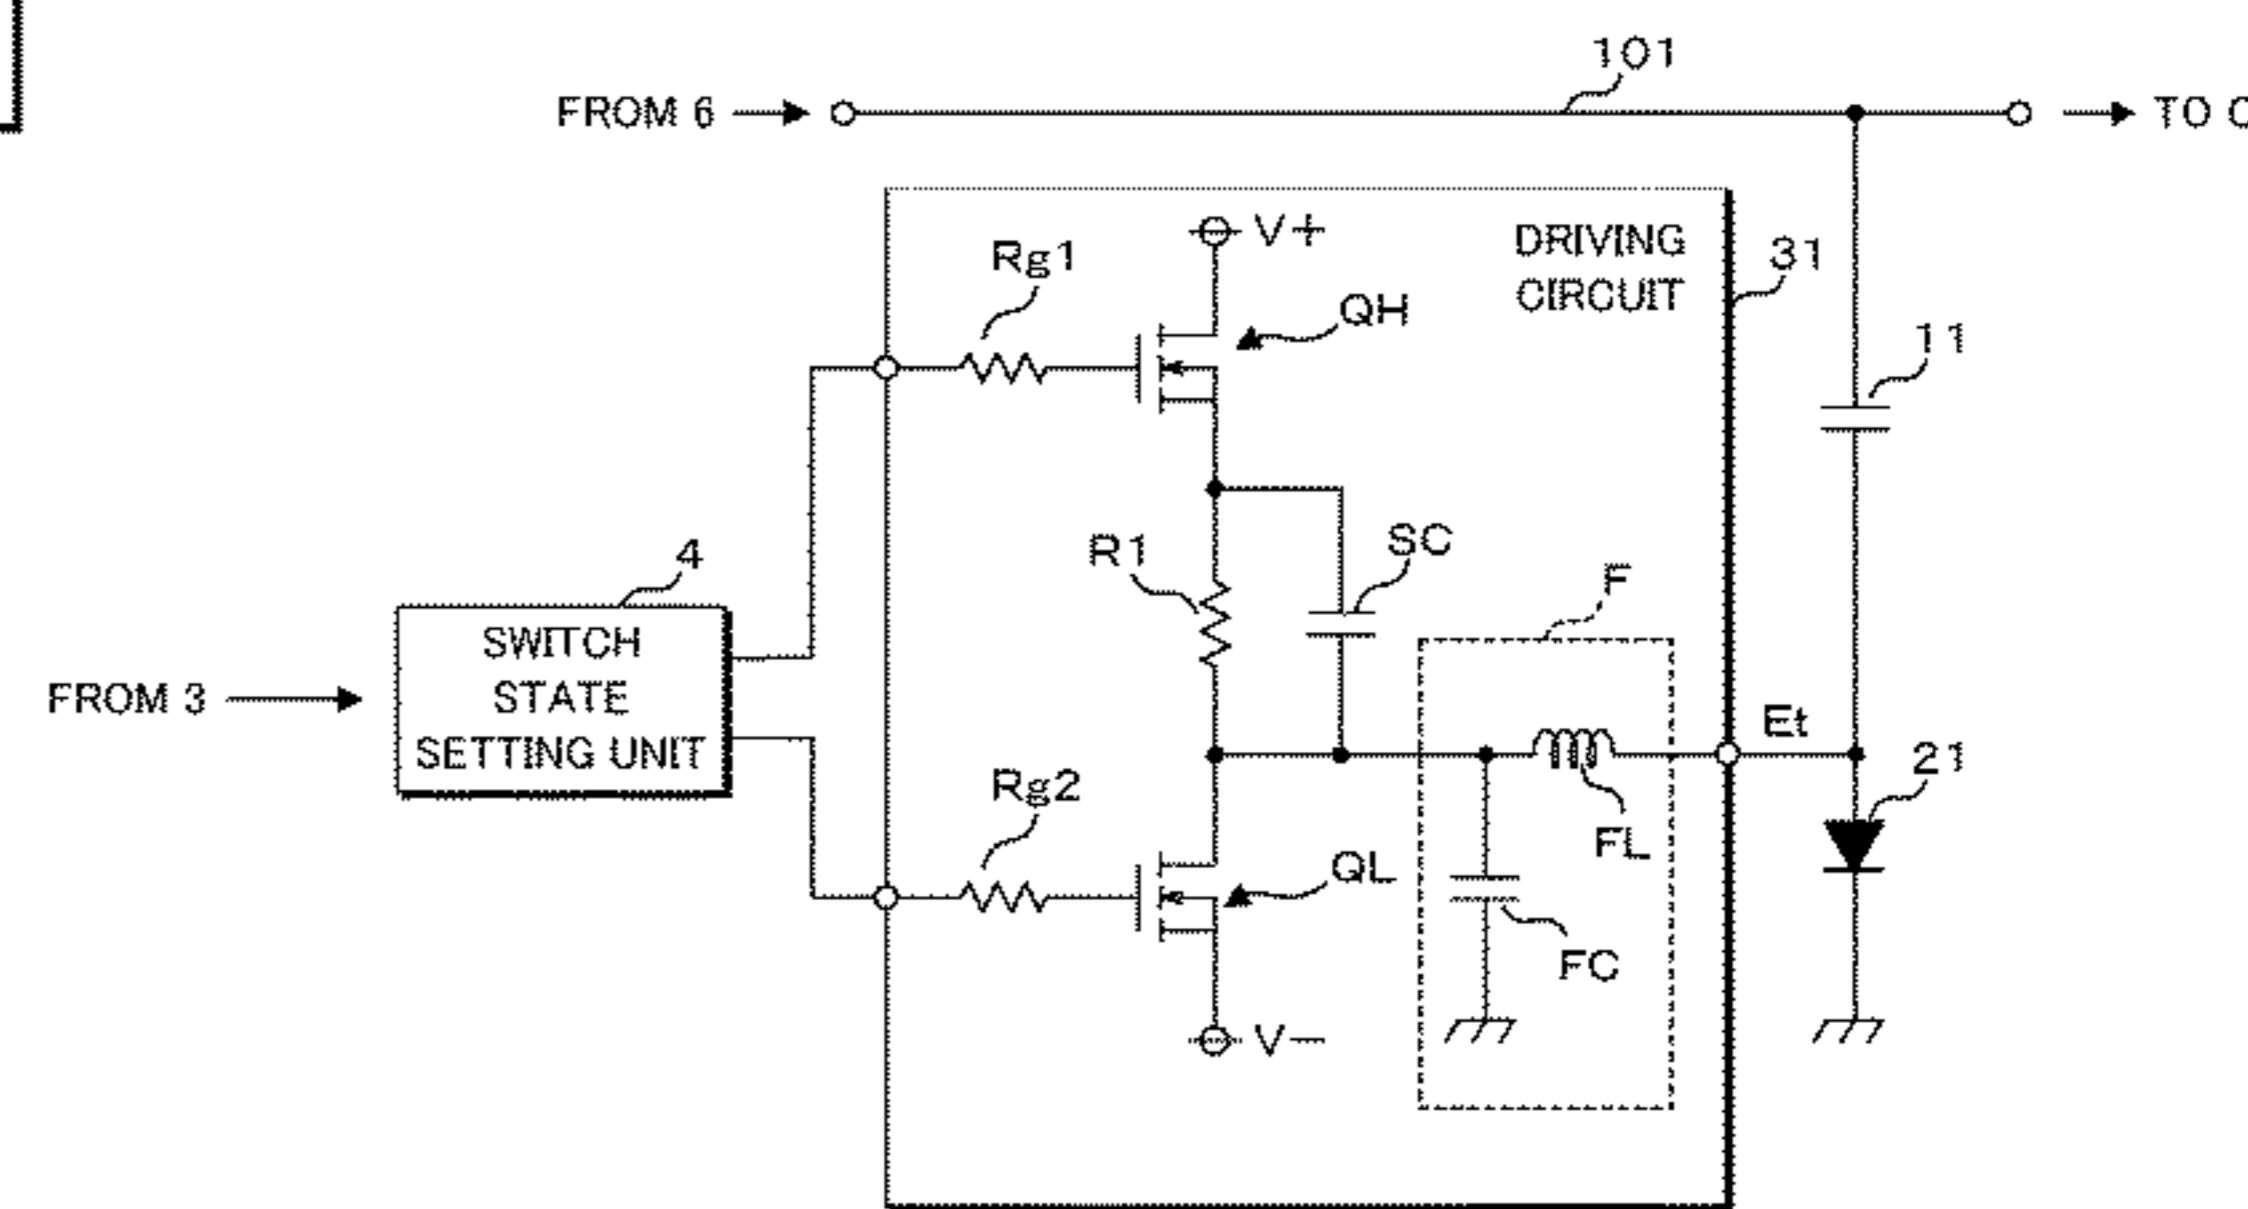 101
FROM 6
TO
V+
DRIVING
CIRCUIT
31
Rg1
QH
11
4
R1
SC
F
SWITCH
STATE
SETTING UNIT
FROM 3
Et
21
Rg2
QL
FL
FC
V−